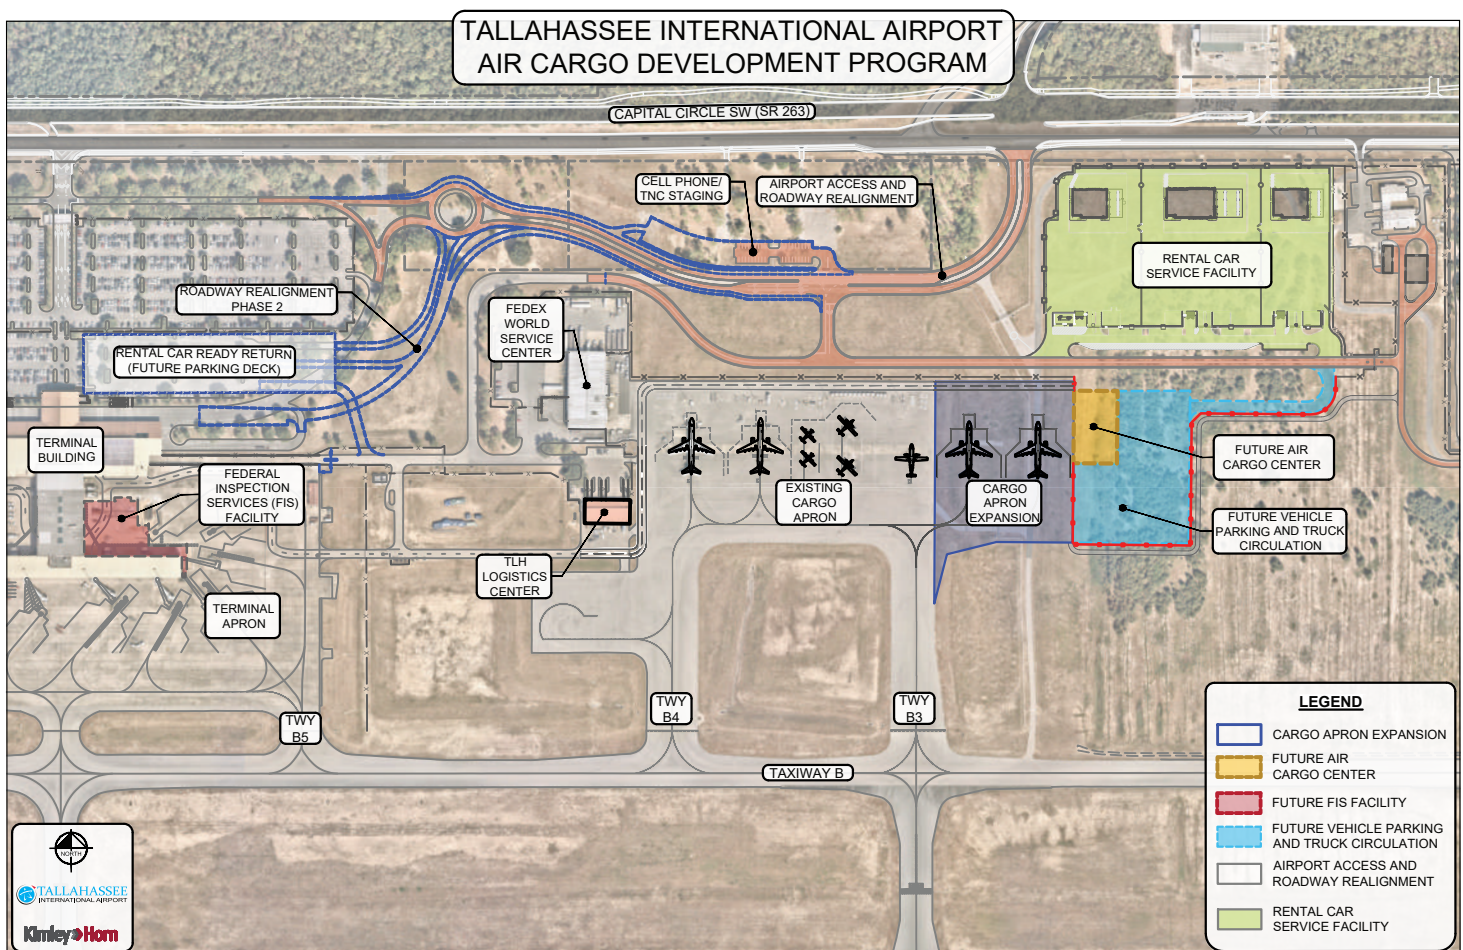 TALLAHASSEE INTERNATIONAL AIRPORT
AIR CARGO DEVELOPMENT PROGRAM
CAPITAL CIRCLE SW (SR 263)
CELL PHONE/
TNC STAGING
AIRPORT ACCESS AND
ROADWAY REALIGNMENT
RENTAL CAR
SERVICE FACILITY
ROADWAY REALIGNMENT
PHASE 2
FEDEX
WORLD
SERVICE
CENTER
RENTAL CAR READY RETURN
(FUTURE PARKING DECK)
TERMINAL
BUILDING
FEDERAL
INSPECTION
SERVICES (FIS)
FACILITY
EXISTING
CARGO
APRON
CARGO
APRON
EXPANSION
FUTURE AIR
CARGO CENTER
FUTURE VEHICLE
PARKING AND TRUCK
CIRCULATION
TLH
LOGISTICS
CENTER
TERMINAL
APRON
TWY
B5
TWY
B4
TWY
B3
TAXIWAY B
LEGEND
CARGO APRON EXPANSION
FUTURE AIR
CARGO CENTER
FUTURE FIS FACILITY
FUTURE VEHICLE PARKING
AND TRUCK CIRCULATION
AIRPORT ACCESS AND
ROADWAY REALIGNMENT
RENTAL CAR
SERVICE FACILITY
NORTH
TALLAHASSEE
INTERNATIONAL AIRPORT
Kimley»Horn